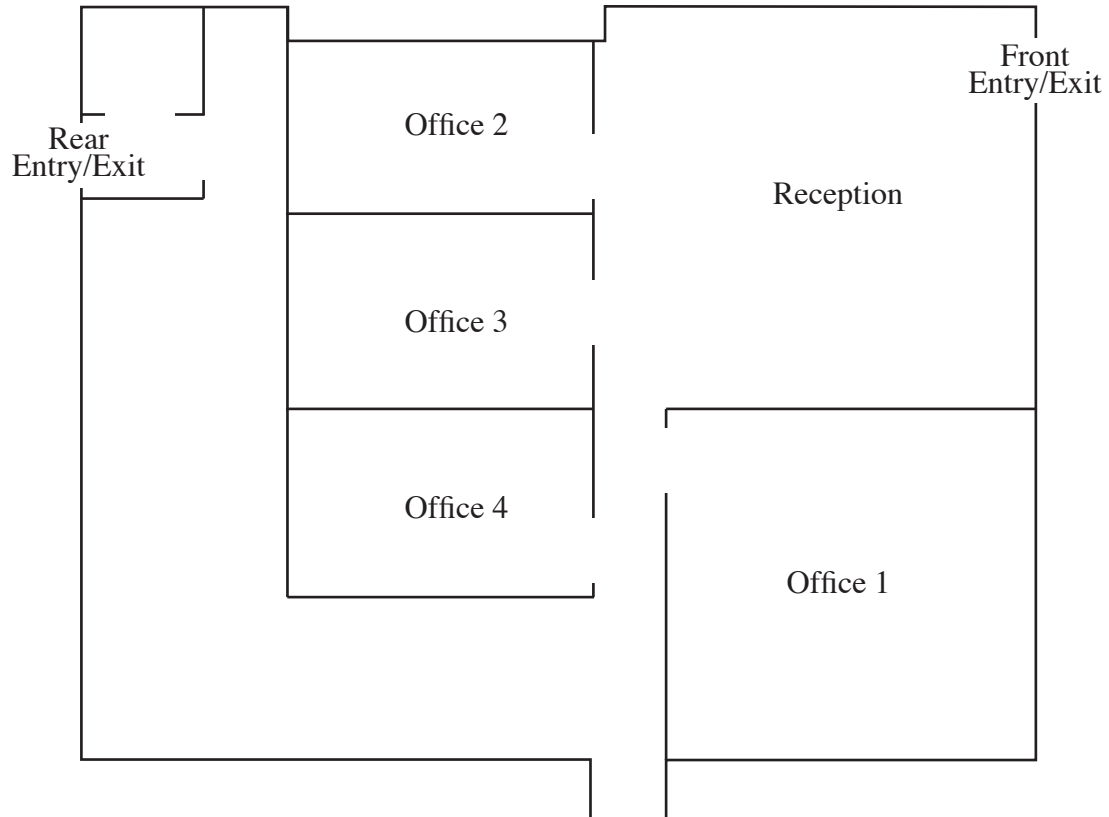 Front
Entry/Exit
Office 2
Rear
Entry/Exit
Reception
Office 3
Office 4
Office 1